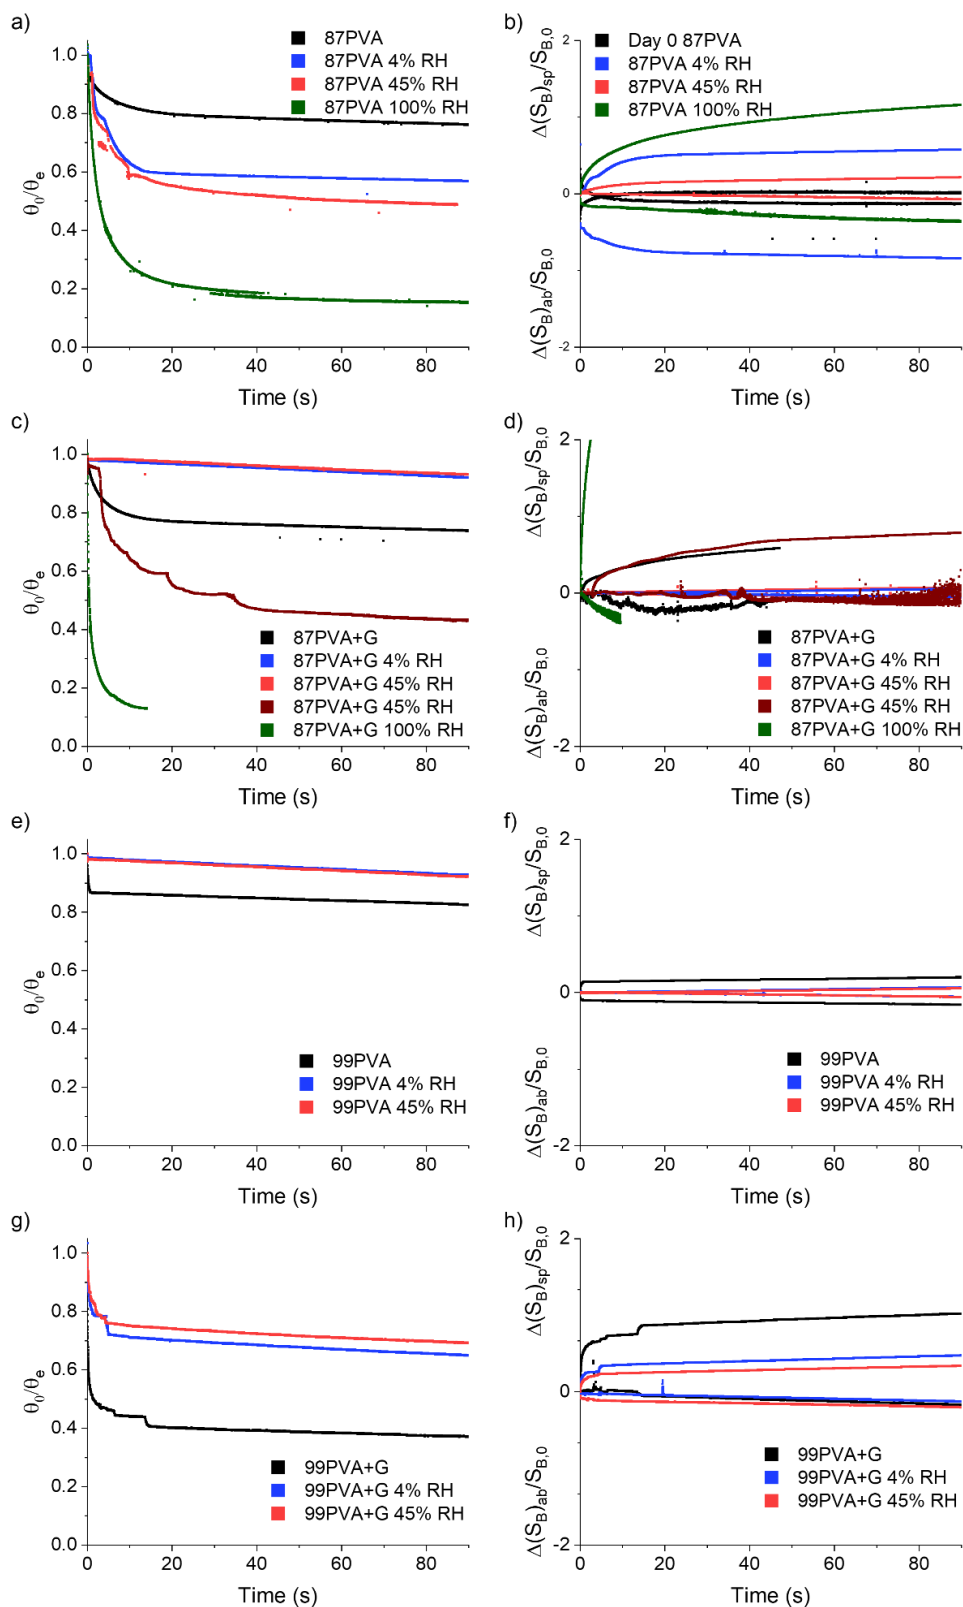 a)
87PVA
87PVA 4% RH
87PVA 45% RH
87PVA 100% RH
1.0
0.8
0.6
0.4
0.2
0.0
θ0/θe
0 20 40 60 80
Time (s)
b)
Day 0 87PVA
87PVA 4% RH
87PVA 45% RH
87PVA 100% RH
2
0
-2
Δ(SB)sp/SB,0
Δ(SB)ab/SB,0
0 20 40 60 80
Time (s)
c)
1.0
0.8
0.6
0.4
0.2
0.0
θ0/θe
87PVA+G
87PVA+G 4% RH
87PVA+G 45% RH
87PVA+G 45% RH
87PVA+G 100% RH
0 20 40 60 80
Time (s)
d)
2
0
-2
Δ(SB)sp/SB,0
Δ(SB)ab/SB,0
87PVA+G
87PVA+G 4% RH
87PVA+G 45% RH
87PVA+G 45% RH
87PVA+G 100% RH
0 20 40 60 80
Time (s)
e)
1.0
0.8
0.6
0.4
0.2
0.0
θ0/θe
99PVA
99PVA 4% RH
99PVA 45% RH
0 20 40 60 80
Time (s)
f)
2
0
-2
Δ(SB)sp/SB,0
Δ(SB)ab/SB,0
99PVA
99PVA 4% RH
99PVA 45% RH
0 20 40 60 80
Time (s)
g)
1.0
0.8
0.6
0.4
0.2
0.0
θ0/θe
99PVA+G
99PVA+G 4% RH
99PVA+G 45% RH
0 20 40 60 80
Time (s)
h)
2
0
-2
Δ(SB)sp/SB,0
Δ(SB)ab/SB,0
99PVA+G
99PVA+G 4% RH
99PVA+G 45% RH
0 20 40 60 80
Time (s)